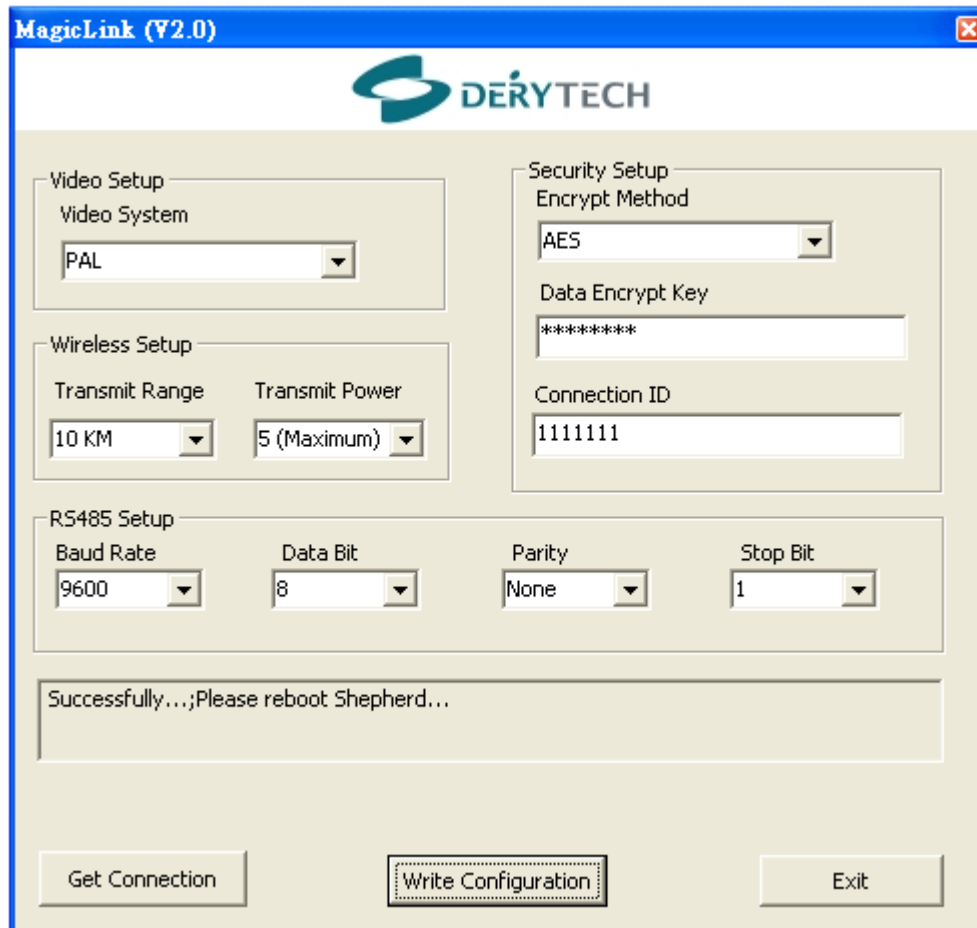 MagicLink (V2.0)
DERYTECH
Video Setup
Video System
PAL
Security Setup
Encrypt Method
AES
Data Encrypt Key
********
Connection ID
1111111
Wireless Setup
Transmit Range
Transmit Power
10 KM
5 (Maximum)
RS485 Setup
Baud Rate
Data Bit
Parity
Stop Bit
9600
8
None
1
Successfully...;Please reboot Shepherd...
Get Connection
Write Configuration
Exit